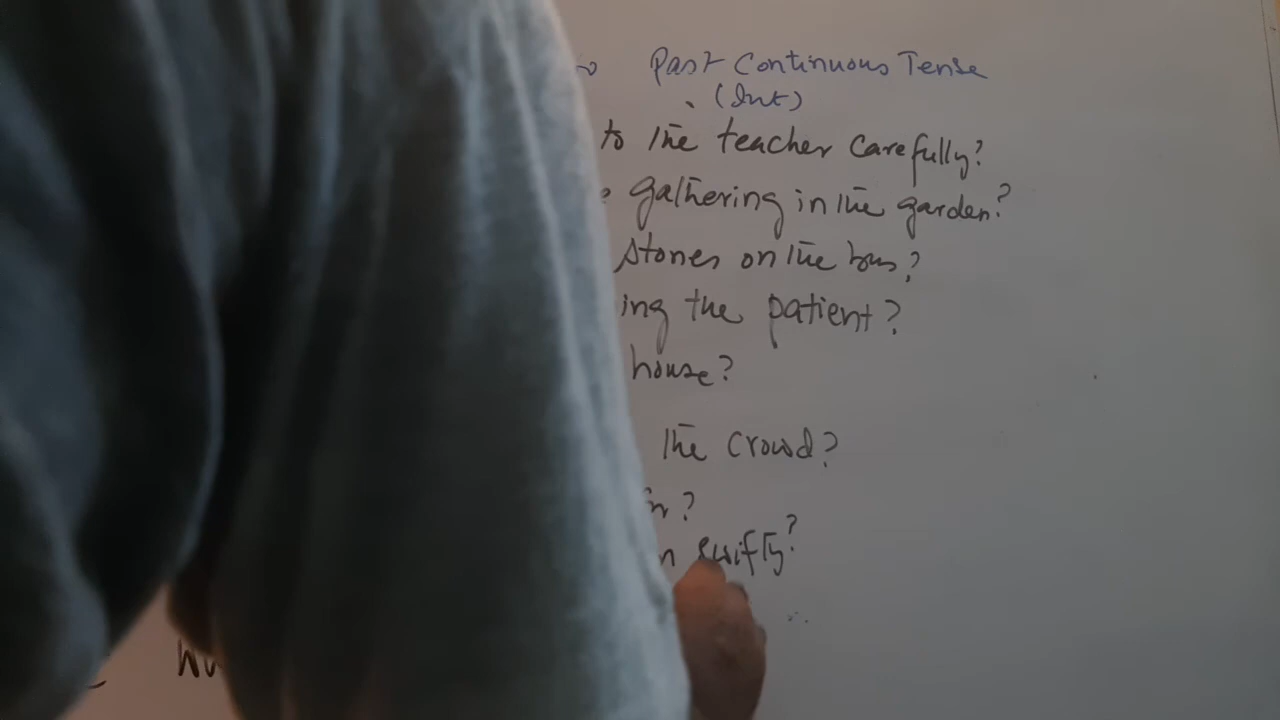 Past Continuous Tense
(Int)
to the teacher carefully?
gathering in the garden?
stones on the bus?
ing the patient?
house?
the crowd?
?
swiftly?